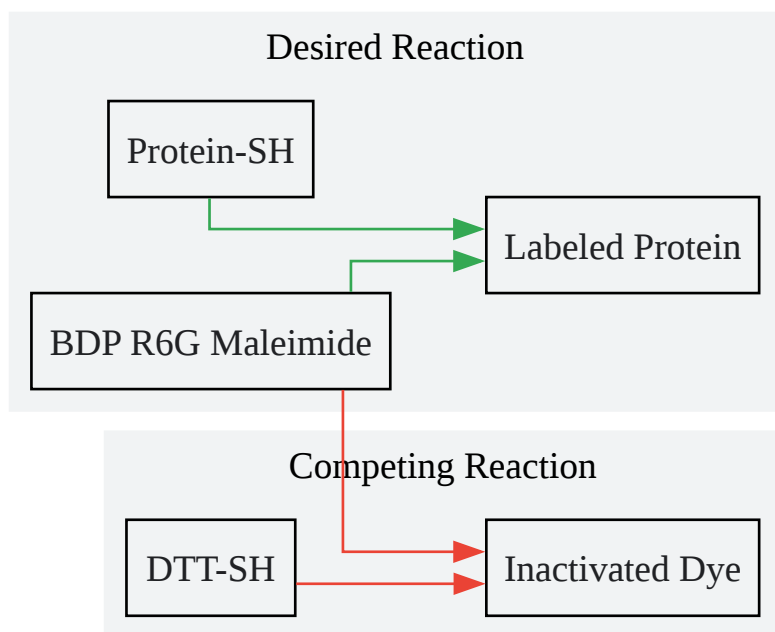 Desired Reaction
Protein-SH
Labeled Protein
BDP R6G Maleimide
Competing Reaction
DTT-SH
Inactivated Dye